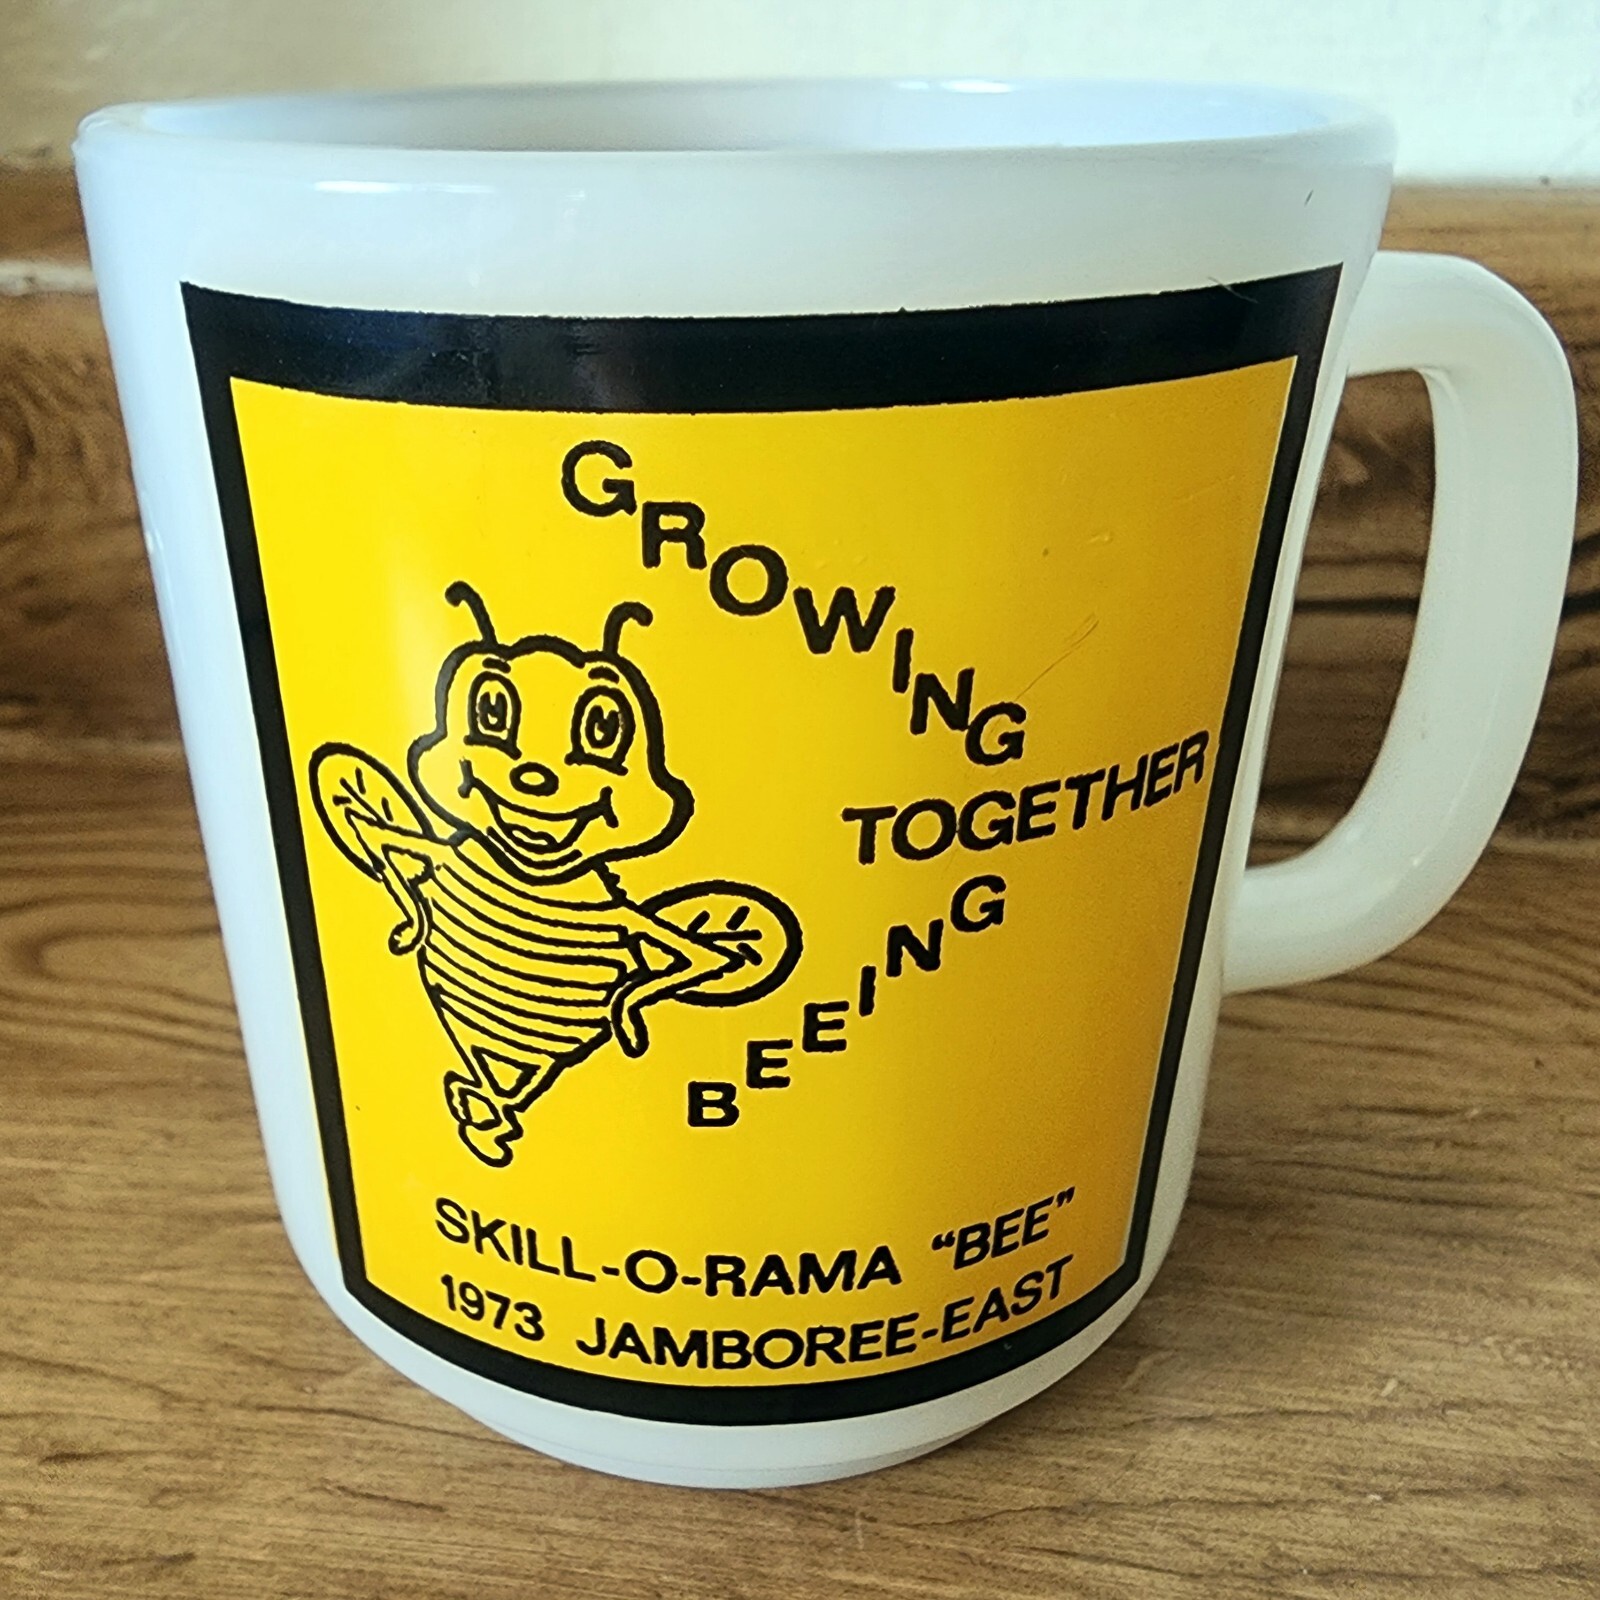 GROWING
TOGETHER
BEEING
SKILL-O-RAMA “BEE”
1973 JAMBOREE-EAST